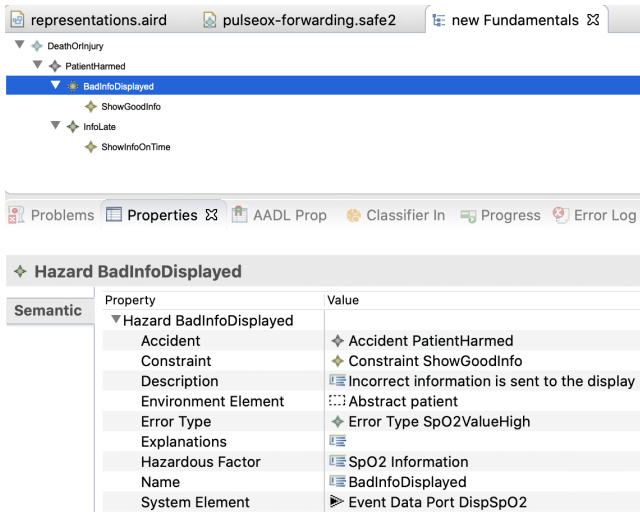 representations.aird pulseox-forwarding.safe2 new Fundamentals
DeathOrInjury
PatientHarmed
BadInfoDisplayed
ShowGoodInfo
InfoLate
ShowInfoOnTime
Problems Properties AADL Prop Classifier In Progress Error Log
Hazard BadInfoDisplayed
Semantic
Property Value
Hazard BadInfoDisplayed
Accident Accident PatientHarmed
Constraint Constraint ShowGoodInfo
Description Incorrect information is sent to the display
Environment Element Abstract patient
Error Type Error Type SpO2ValueHigh
Explanations
Hazardous Factor SpO2 Information
Name BadInfoDisplayed
System Element Event Data Port DispSpO2